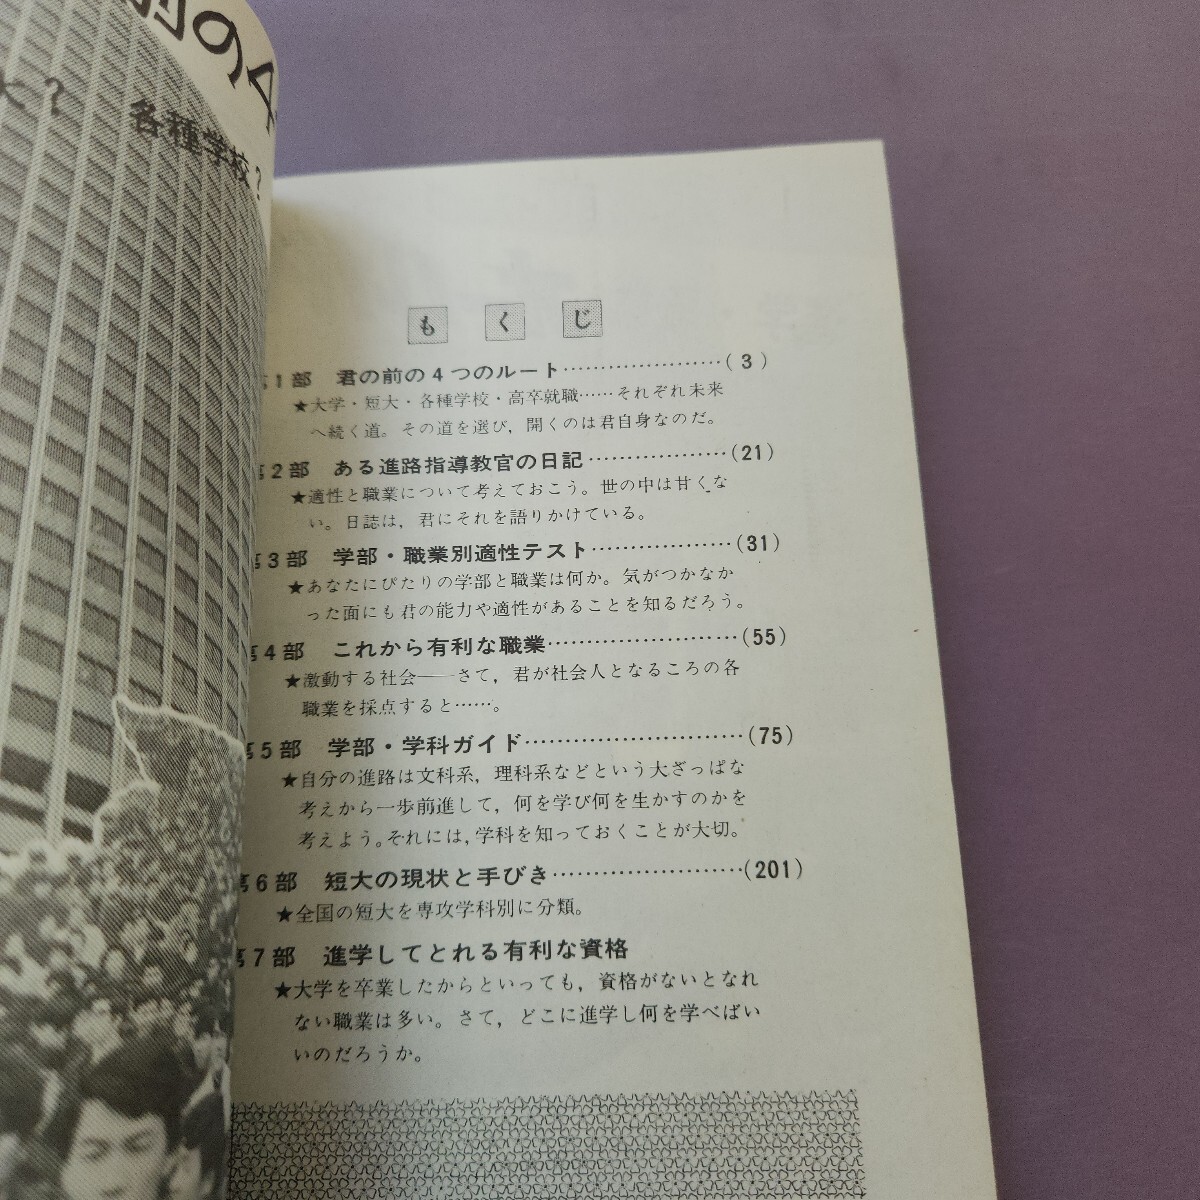 の4
？
各種学校？
もくじ
第1部 君の前の4つのルート…………………(3)
★大学・短大・各種学校・高卒就職……それぞれ未来
へ続く道。その道を選び，開くのは君自身なのだ。
第2部 ある進路指導教官の日記………………(21)
★適性と職業について考えておこう。世の中は甘くな
い。日誌は，君にそれを語りかけている。
第3部 学部・職業別適性テスト………………(31)
★あなたにぴたりの学部と職業は何か。気がつかなか
った面にも君の能力や適性があることを知るだろう。
第4部 これから有利な職業……………………(55)
★激動する社会――さて，君が社会人となるころの各
職業を採点すると……。
第5部 学部・学科ガイド………………………(75)
★自分の進路は文科系，理科系などという大ざっぱな
考えから一歩前進して，何を学び何を生かすのかを
考えよう。それには，学科を知っておくことが大切。
第6部 短大の現状と手びき……………………(201)
★全国の短大を専攻学科別に分類。
第7部 進学してとれる有利な資格
★大学を卒業したからといっても，資格がないとなれ
ない職業は多い。さて，どこに進学し何を学べばい
いのだろうか。